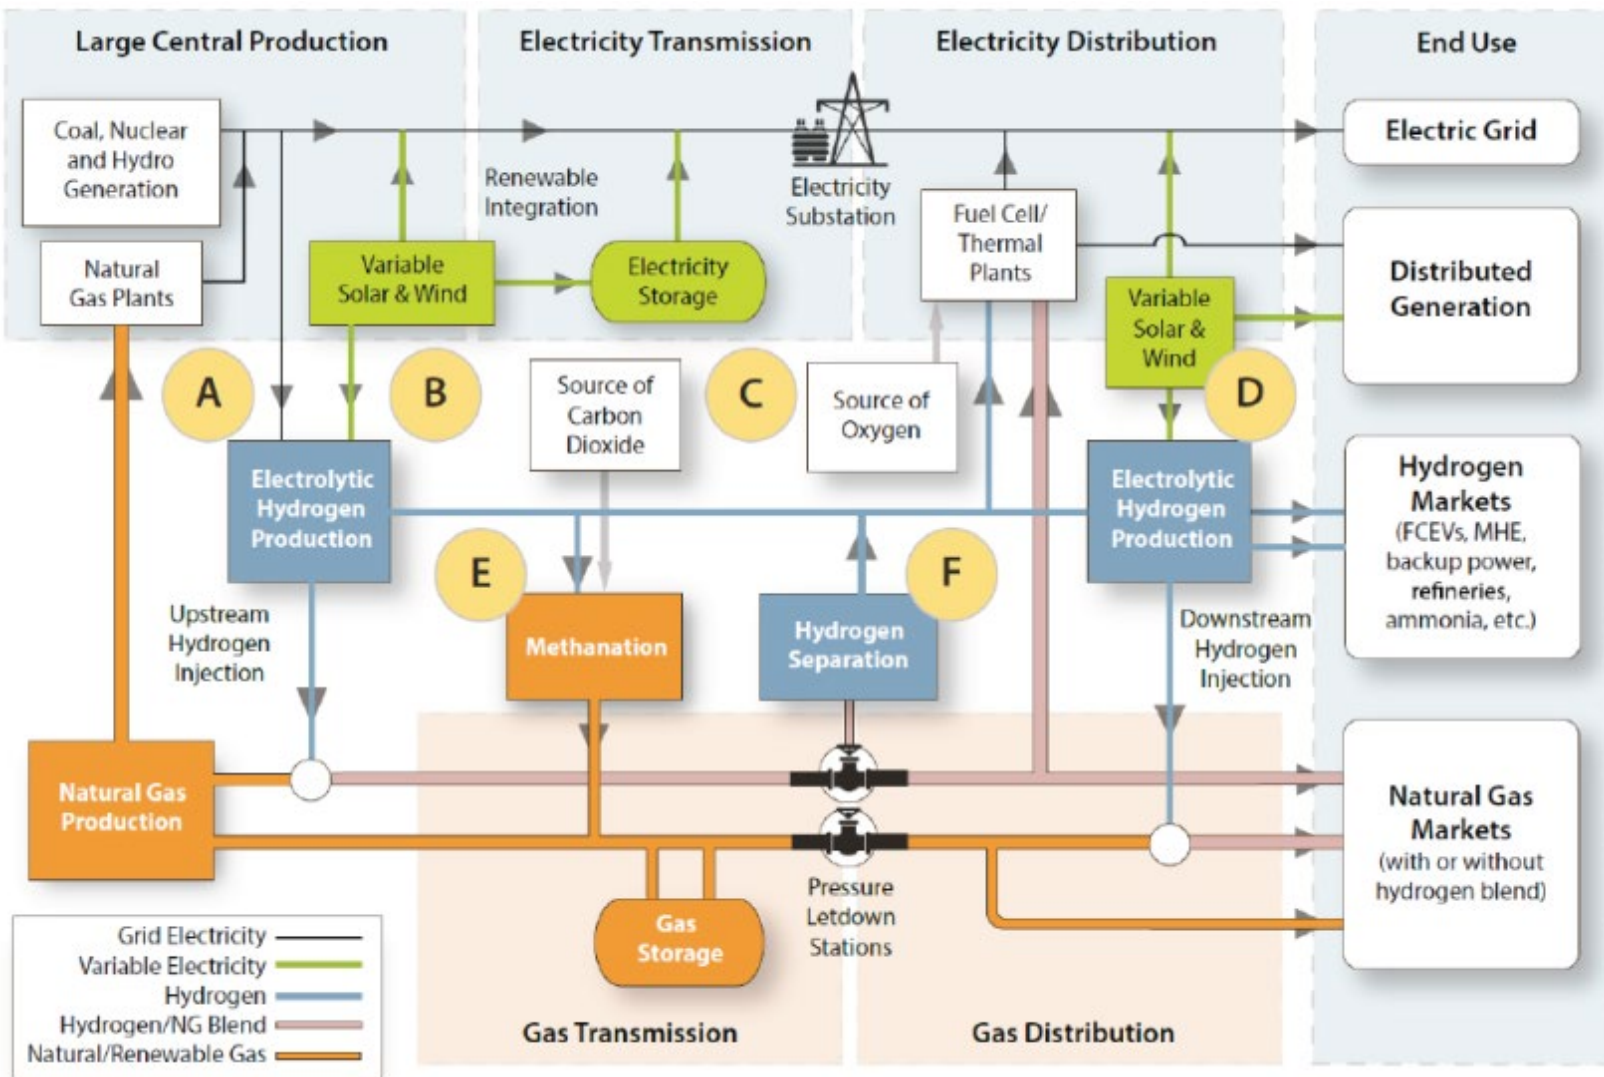 Large Central Production
Electricity Transmission
Electricity Distribution
End Use
Coal, Nuclear
and Hydro
Generation
Natural
Gas Plants
Variable
Solar & Wind
Renewable
Integration
Electricity
Storage
Electricity
Substation
Fuel Cell/
Thermal
Plants
Variable
Solar &
Wind
Electric Grid
Distributed
Generation
A
B
C
D
Source of
Carbon
Dioxide
Source of
Oxygen
Electrolytic
Hydrogen
Production
Electrolytic
Hydrogen
Production
Hydrogen
Markets
(FCEVs, MHE,
backup power,
refineries,
ammonia, etc.)
E
F
Upstream
Hydrogen
Injection
Methanation
Hydrogen
Separation
Downstream
Hydrogen
Injection
Natural Gas
Production
Natural Gas
Markets
(with or without
hydrogen blend)
Gas
Storage
Pressure
Letdown
Stations
Grid Electricity
Variable Electricity
Hydrogen
Hydrogen/NG Blend
Natural/Renewable Gas
Gas Transmission
Gas Distribution